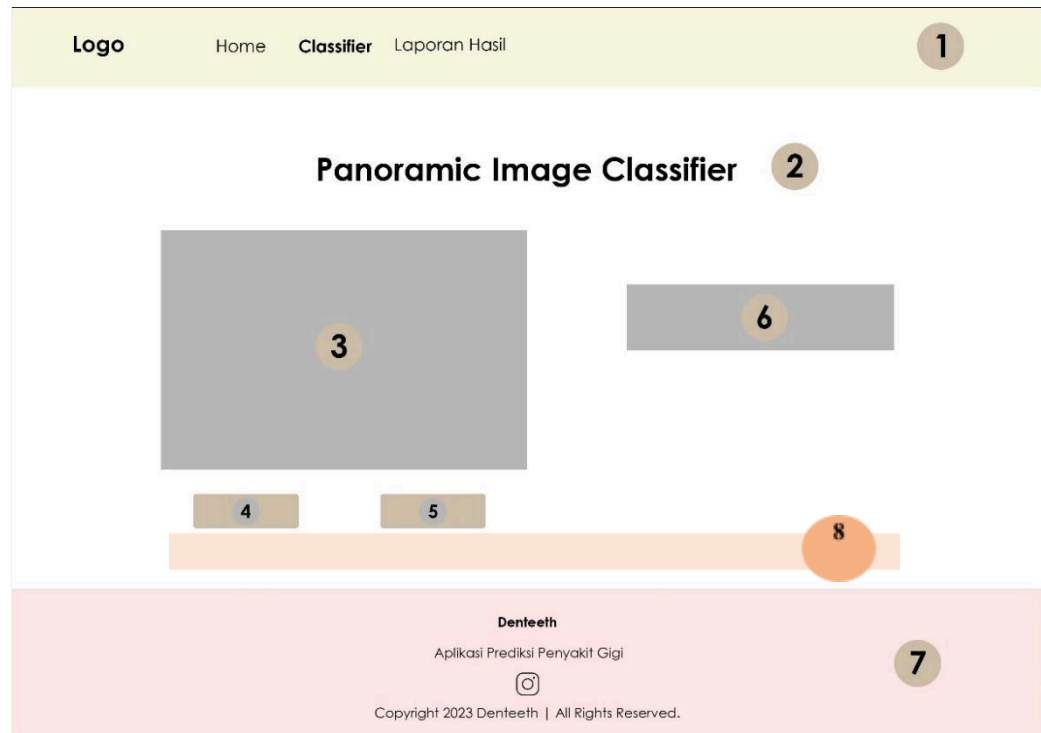 Logo Home Classifier Laporan Hasil 1
Panoramic Image Classifier 2
3
6
4 5
8
Denteeth
Aplikasi Prediksi Penyakit Gigi
7
Copyright 2023 Denteeth | All Rights Reserved.